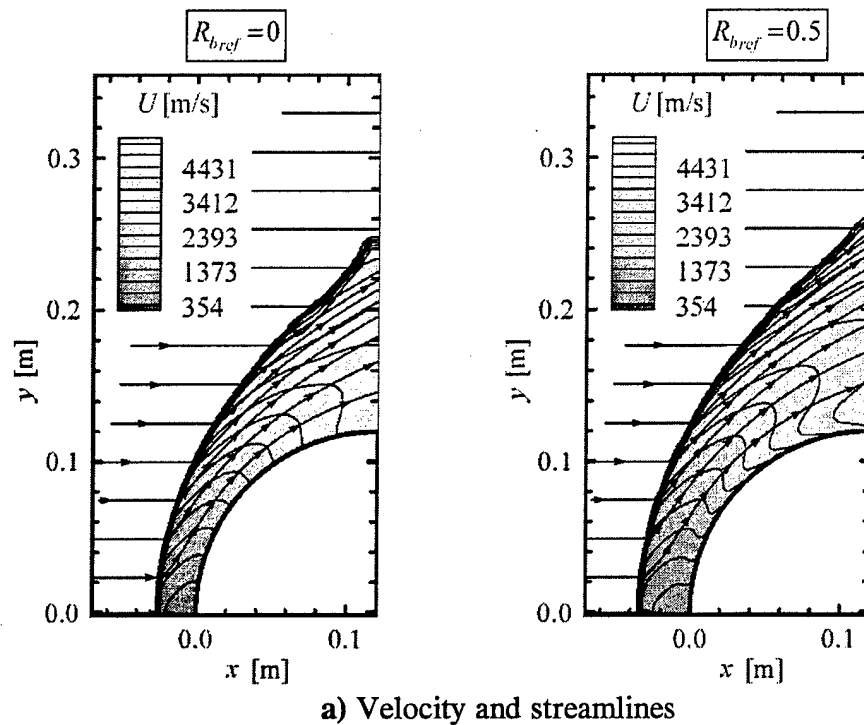 R_bref = 0
R_bref = 0.5
U [m/s]
4431
3412
2393
1373
354
0.3
0.2
0.1
0.0
y [m]
0.0 0.1
x [m]
U [m/s]
4431
3412
2393
1373
354
0.3
0.2
0.1
0.0
y [m]
0.0 0.1
x [m]
a) Velocity and streamlines